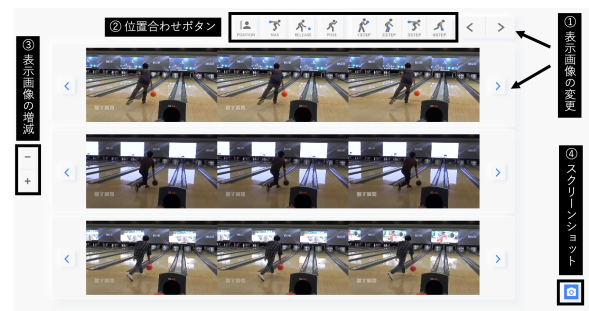 ② 位置合わせボタン
POSITION
MAX
RELEASE
PUSH
1STEP
2STEP
3STEP
4STEP
① 表示画像の変更
③ 表示画像の増減
④ スクリーンショット